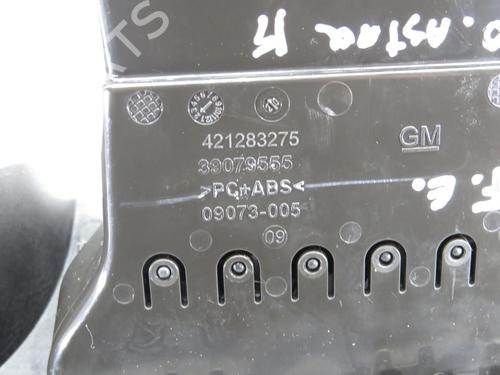 O. ASTRA K
421283275
GM
39079555
>PC+ABS<
09073-005
F.E.
09